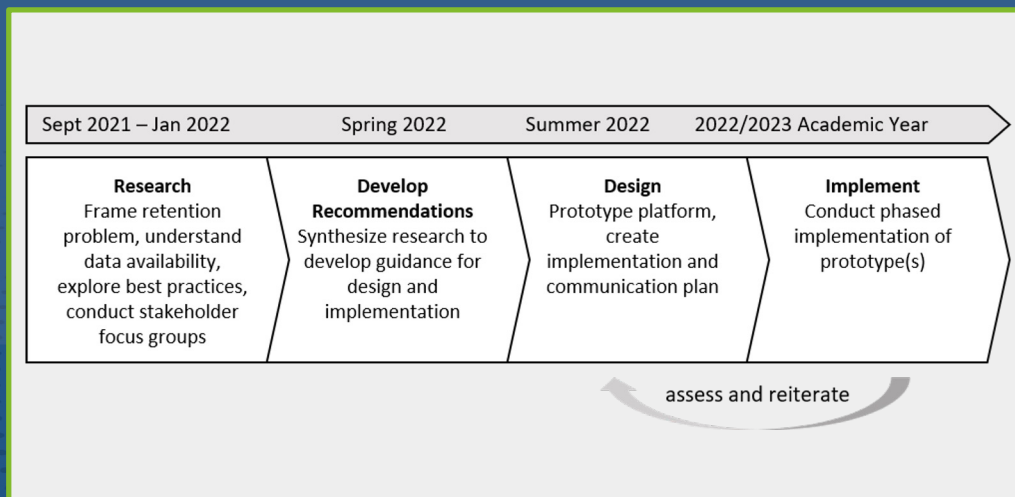 Sept 2021 – Jan 2022
Spring 2022
Summer 2022
2022/2023 Academic Year
Research
Frame retention
problem, understand
data availability,
explore best practices,
conduct stakeholder
focus groups
Develop
Recommendations
Synthesize research to
develop guidance for
design and
implementation
Design
Prototype platform,
create
implementation and
communication plan
Implement
Conduct phased
implementation of
prototype(s)
assess and reiterate